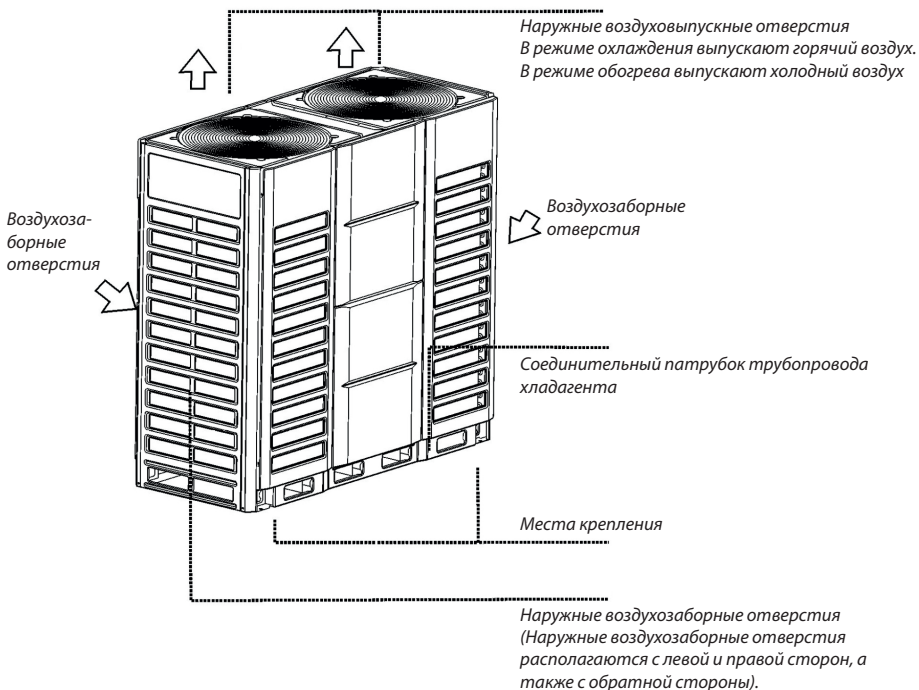 Наружные воздуховыпускные отверстия
В режиме охлаждения выпускают горячий воздух.
В режиме обогрева выпускают холодный воздух
Воздухоза-
борные
отверстия
Воздухозаборные
отверстия
Соединительный патрубок трубопровода
хладагента
Места крепления
Наружные воздухозаборные отверстия
(Наружные воздухозаборные отверстия
располагаются с левой и правой сторон, а
также с обратной стороны).